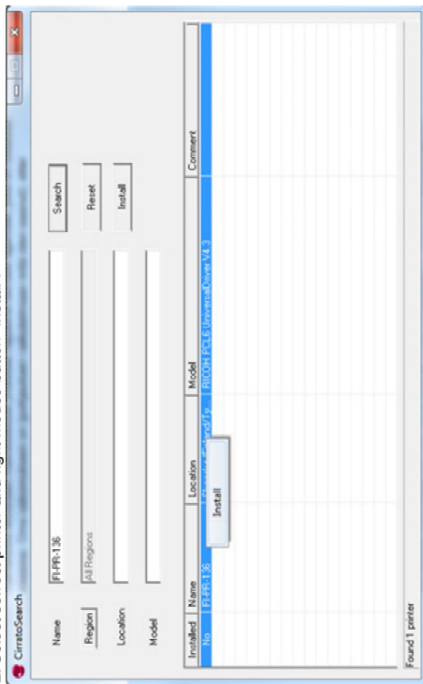 CirratoSearch
Name FI-PR-136 Search
Region All Regions Reset
Location Install
Model
Installed Name Location Model Comment
No FI-PR-136 RICOH PCL6 UniversalDriver V4.3
Install
Found 1 printer